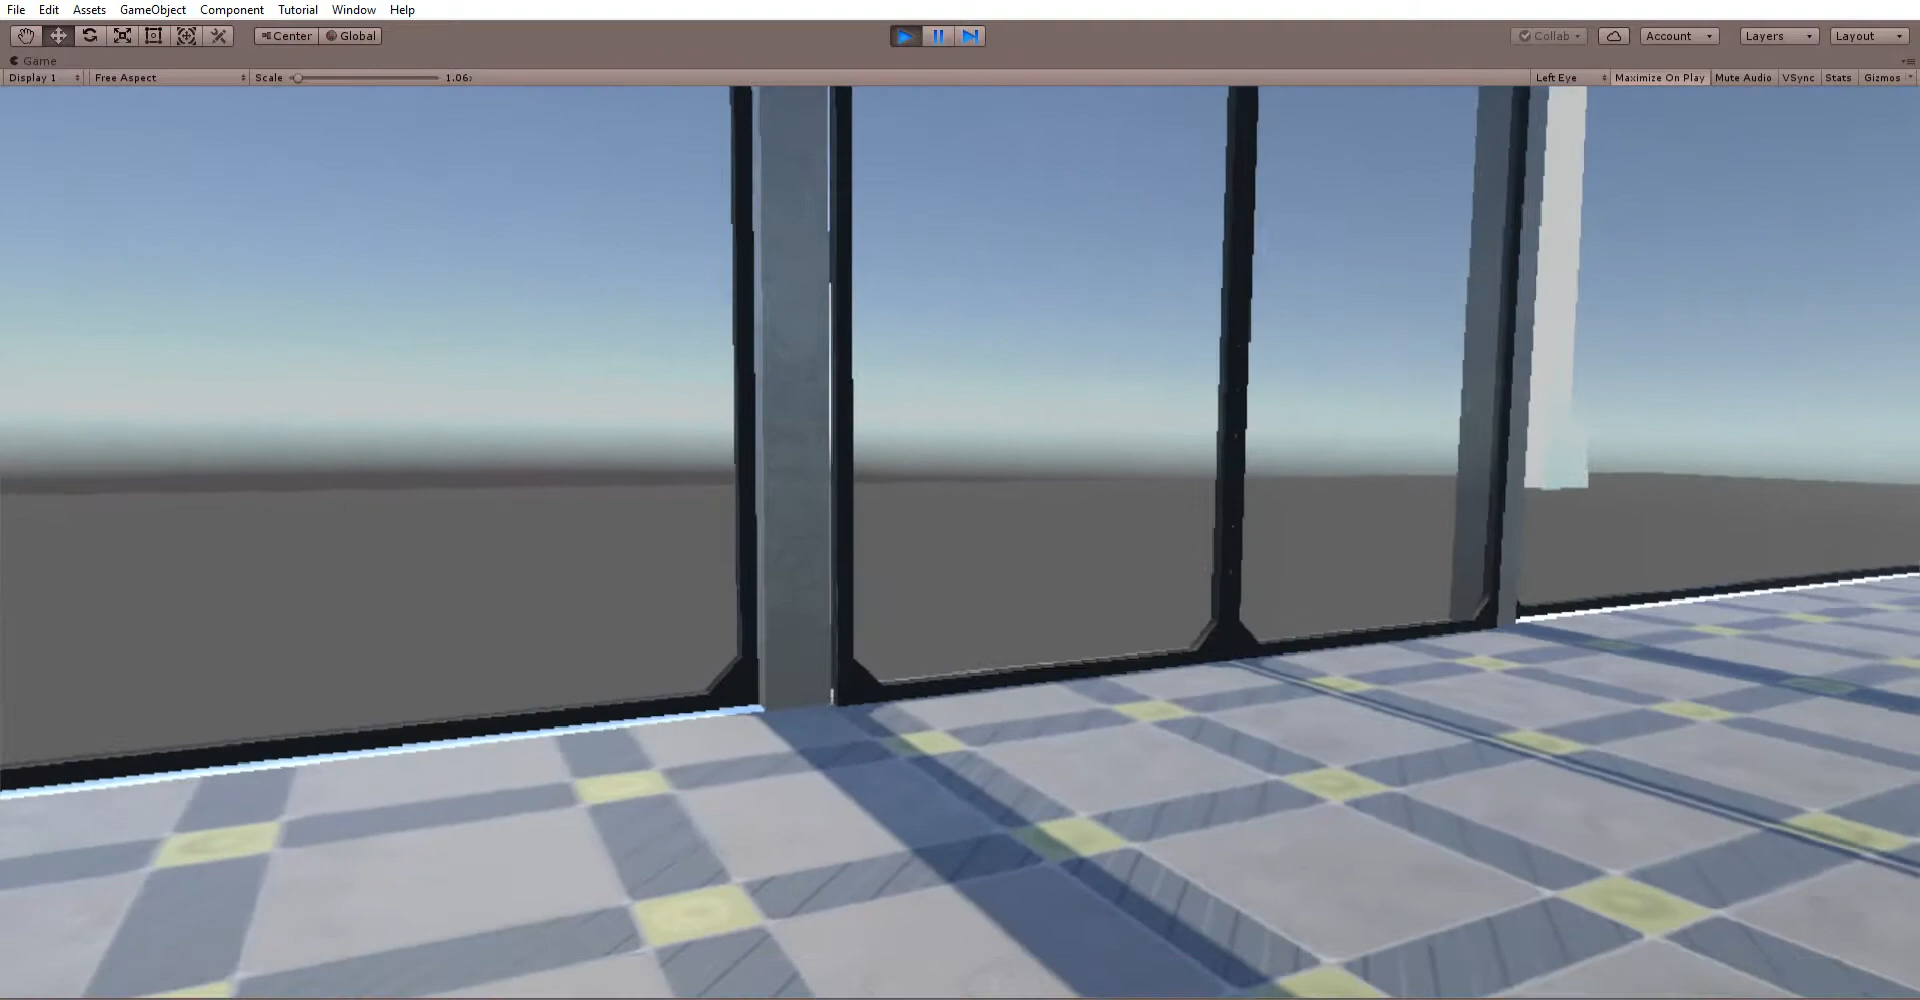 File Edit Assets GameObject Component Tutorial Window Help
Center Global Collab Account Layers Layout
Game
Display 1 Free Aspect Scale 1.06x Left Eye Maximize On Play Mute Audio VSync Stats Gizmos